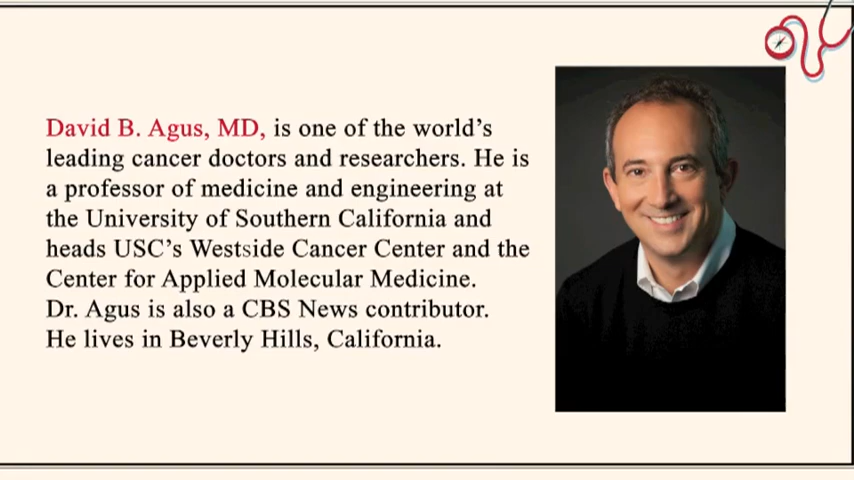 David B. Agus, MD, is one of the world’s
leading cancer doctors and researchers. He is
a professor of medicine and engineering at
the University of Southern California and
heads USC’s Westside Cancer Center and the
Center for Applied Molecular Medicine.
Dr. Agus is also a CBS News contributor.
He lives in Beverly Hills, California.